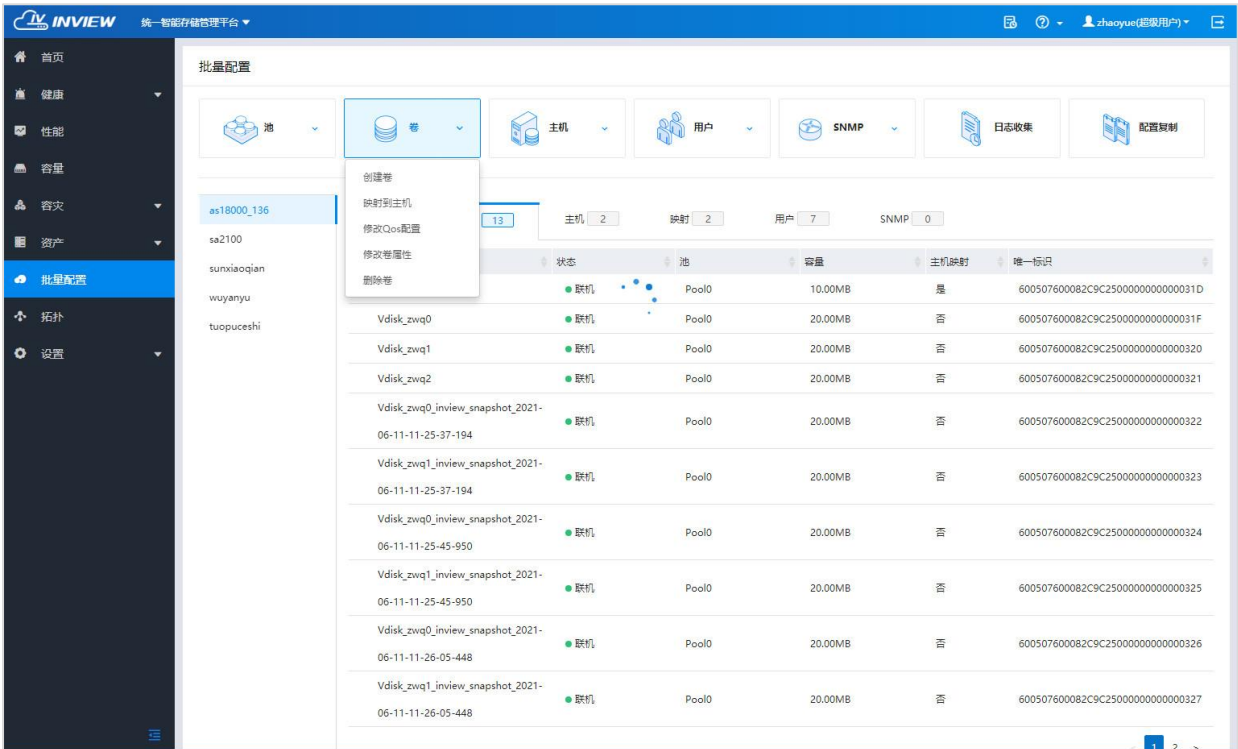 INVIEW 统一智能存储管理平台 zhaoyue(超级用户)
首页
健康
性能
容量
容灾
资产
批量配置
拓扑
设置
批量配置
池 卷 主机 用户 SNMP 日志收集 配置复制
创建卷
映射到主机
修改Qos配置
修改卷属性
删除卷
as18000_136
sa2100
sunxiaoqian
wuyanyu
tuopuceshi
13 主机 2 映射 2 用户 7 SNMP 0
状态 池 容量 主机映射 唯一标识
联机 Pool0 10.00MB 是 600507600082C9C2500000000000031D
Vdisk_zwq0 联机 Pool0 20.00MB 否 600507600082C9C2500000000000031F
Vdisk_zwq1 联机 Pool0 20.00MB 否 600507600082C9C25000000000000320
Vdisk_zwq2 联机 Pool0 20.00MB 否 600507600082C9C25000000000000321
Vdisk_zwq0_inview_snapshot_2021-
06-11-11-25-37-194 联机 Pool0 20.00MB 否 600507600082C9C25000000000000322
Vdisk_zwq1_inview_snapshot_2021-
06-11-11-25-37-194 联机 Pool0 20.00MB 否 600507600082C9C25000000000000323
Vdisk_zwq0_inview_snapshot_2021-
06-11-11-25-45-950 联机 Pool0 20.00MB 否 600507600082C9C25000000000000324
Vdisk_zwq1_inview_snapshot_2021-
06-11-11-25-45-950 联机 Pool0 20.00MB 否 600507600082C9C25000000000000325
Vdisk_zwq0_inview_snapshot_2021-
06-11-11-26-05-448 联机 Pool0 20.00MB 否 600507600082C9C25000000000000326
Vdisk_zwq1_inview_snapshot_2021-
06-11-11-26-05-448 联机 Pool0 20.00MB 否 600507600082C9C25000000000000327
1 2